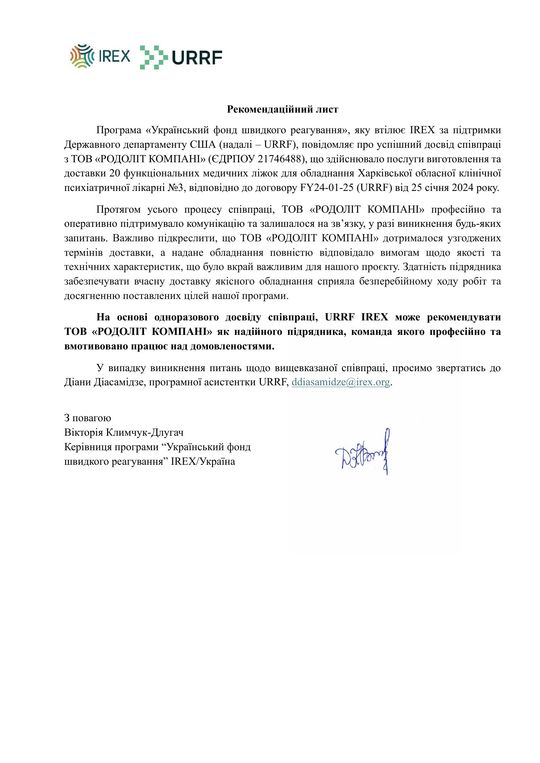 IREX URRF
Рекомендаційний лист
Програма «Український фонд швидкого реагування», яку втілює IREX за підтримки
Державного департаменту США (надалі – URRF), повідомляє про успішний досвід співпраці
з ТОВ «РОДОЛІТ КОМПАНІ» (ЄДРПОУ 21746488), що здійснювало послуги виготовлення та
доставки 20 функціональних медичних ліжок для обладнання Харківської обласної клінічної
психіатричної лікарні №3, відповідно до договору FY24-01-25 (URRF) від 25 січня 2024 року.
Протягом усього процесу співпраці, ТОВ «РОДОЛІТ КОМПАНІ» професійно та
оперативно підтримувало комунікацію та залишалося на зв’язку, у разі виникнення будь-яких
запитань. Важливо підкреслити, що ТОВ «РОДОЛІТ КОМПАНІ» дотрималося узгоджених
термінів доставки, а надане обладнання повністю відповідало вимогам щодо якості та
технічних характеристик, що було вкрай важливим для нашого проєкту. Здатність підрядника
забезпечувати вчасну доставку якісного обладнання сприяла безперебійному ходу робіт та
досягненню поставлених цілей нашої програми.
На основі одноразового досвіду співпраці, URRF IREX може рекомендувати
ТОВ «РОДОЛІТ КОМПАНІ» як надійного підрядника, команда якого професійно та
вмотивовано працює над домовленостями.
У випадку виникнення питань щодо вищевказаної співпраці, просимо звертатись до
Діани Діасамідзе, програмної асистентки URRF, ddiasamidze@irex.org.
З повагою
Вікторія Климчук-Длугач
Керівниця програми “Український фонд
швидкого реагування” IREX/Україна